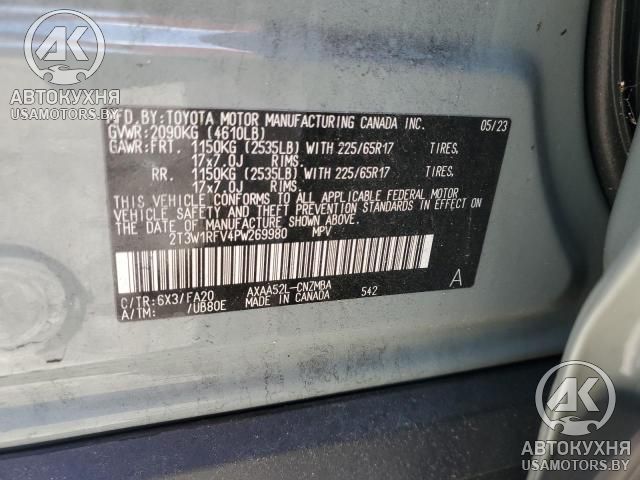 AK
АВТОКУХНЯ
USAMOTORS.BY
MFD.BY:TOYOTA MOTOR MANUFACTURING CANADA INC. 05/23
GVWR:2090KG (4610LB)
GAWR:FRT. 1150KG (2535LB) WITH 225/65R17 TIRES.
17x7.0J RIMS.
RR. 1150KG (2535LB) WITH 225/65R17 TIRES.
17x7.0J RIMS.
THIS VEHICLE CONFORMS TO ALL APPLICABLE FEDERAL MOTOR
VEHICLE SAFETY AND THEFT PREVENTION STANDARDS IN EFFECT ON
THE DATE OF MANUFACTURE SHOWN ABOVE.
2T3W1RFV4PW269980 MPV
C/TR:6X3/FA20 AXAA52L-CNZMBA 542 A
A/TM: /UB80E MADE IN CANADA
AK
АВТОКУХНЯ
USAMOTORS.BY